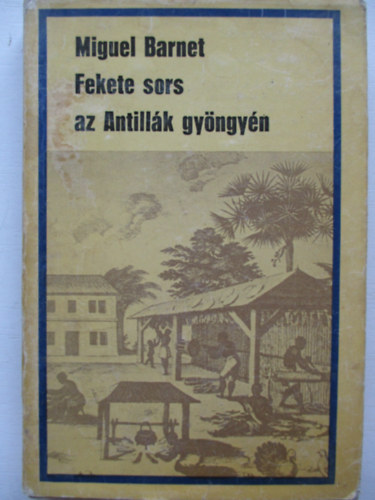 Miguel Barnet
Fekete sors
az Antillák gyöngyén